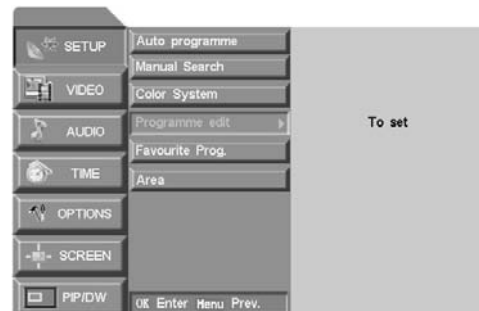 SETUP
VIDEO
AUDIO
TIME
OPTIONS
SCREEN
PIP/DW
Auto programme
Manual Search
Color System
Programme edit
Favourite Prog.
Area
OK Enter Menu Prev.
To set